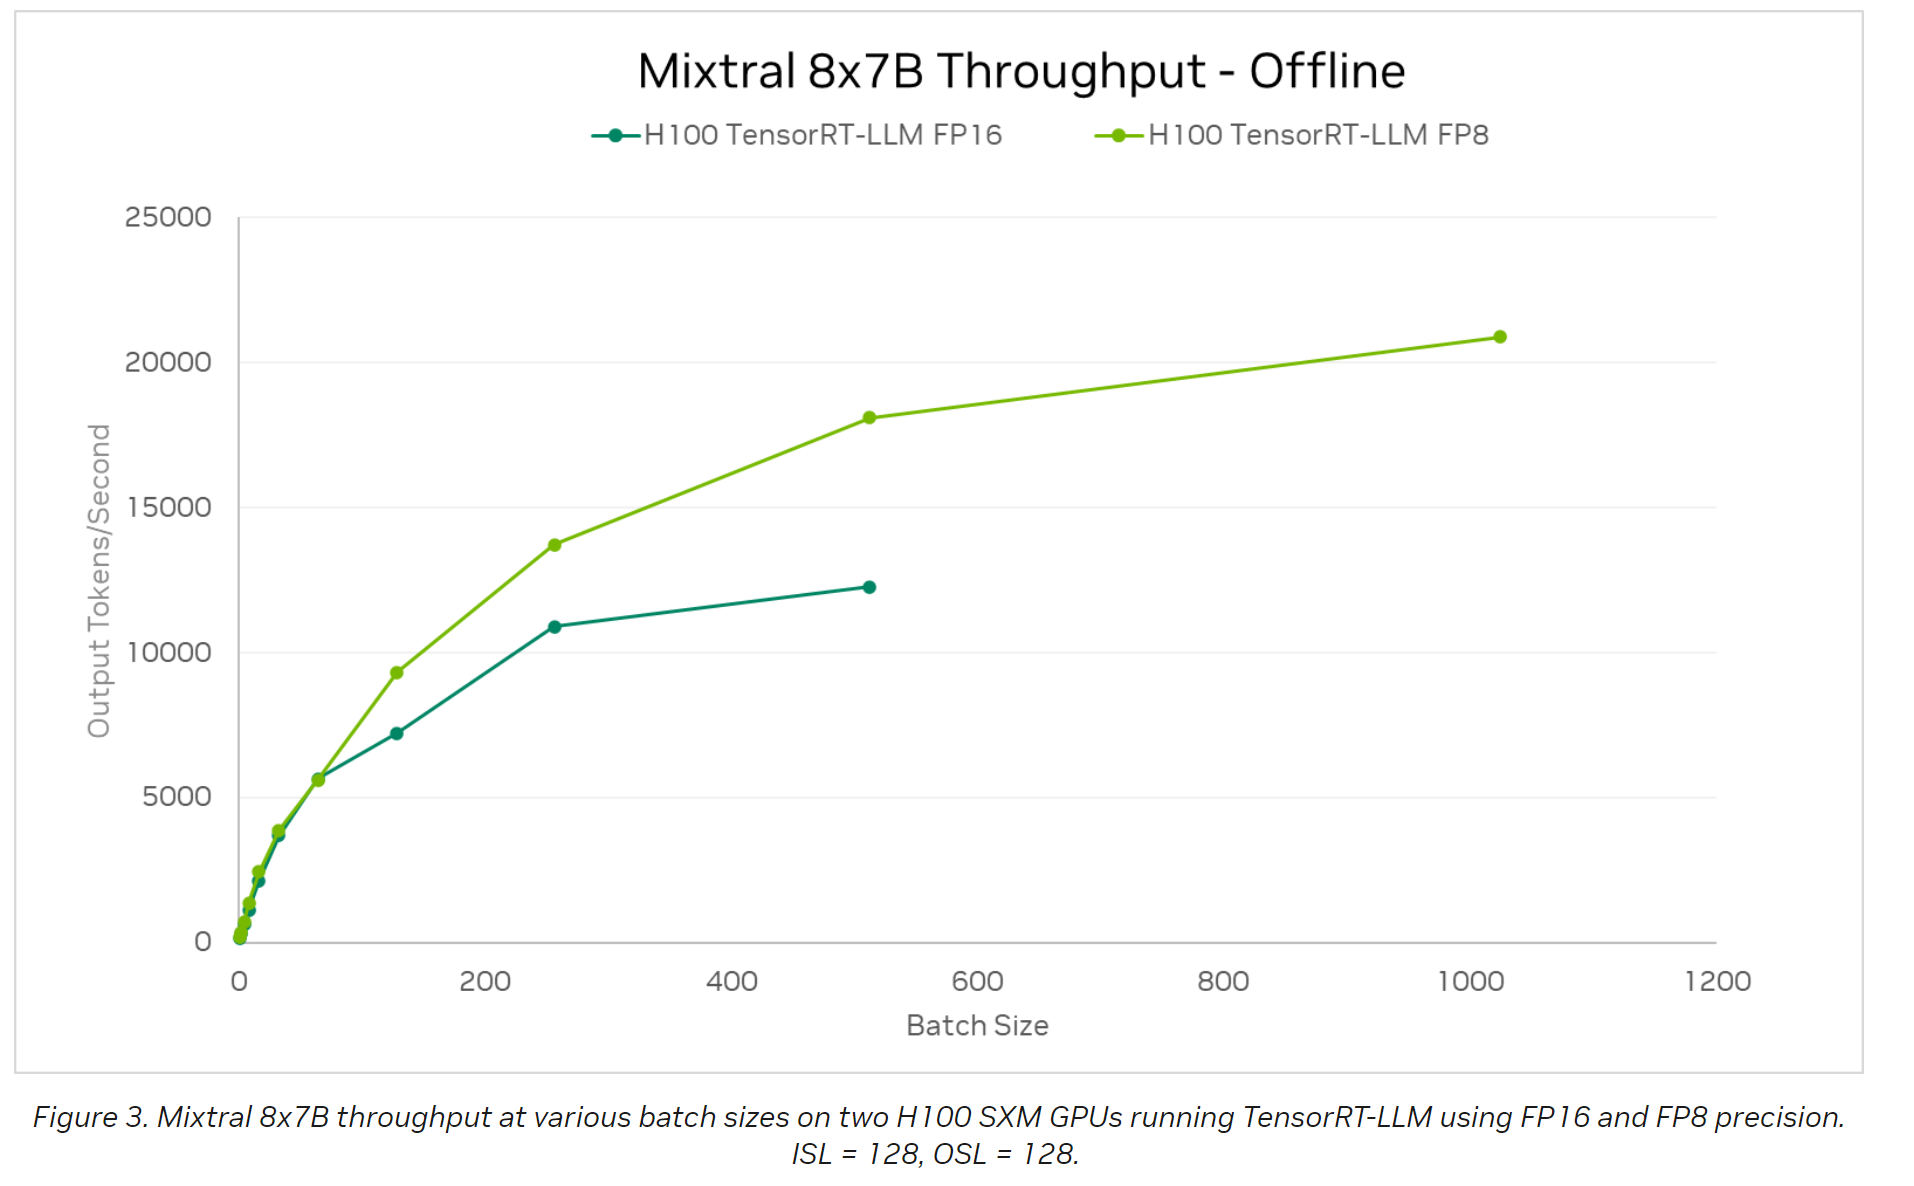 Mixtral 8x7B Throughput - Offline
H100 TensorRT-LLM FP16 H100 TensorRT-LLM FP8
25000
20000
15000
10000
5000
0
Output Tokens/Second
0 200 400 600 800 1000 1200
Batch Size
Figure 3. Mixtral 8x7B throughput at various batch sizes on two H100 SXM GPUs running TensorRT-LLM using FP16 and FP8 precision.
ISL = 128, OSL = 128.